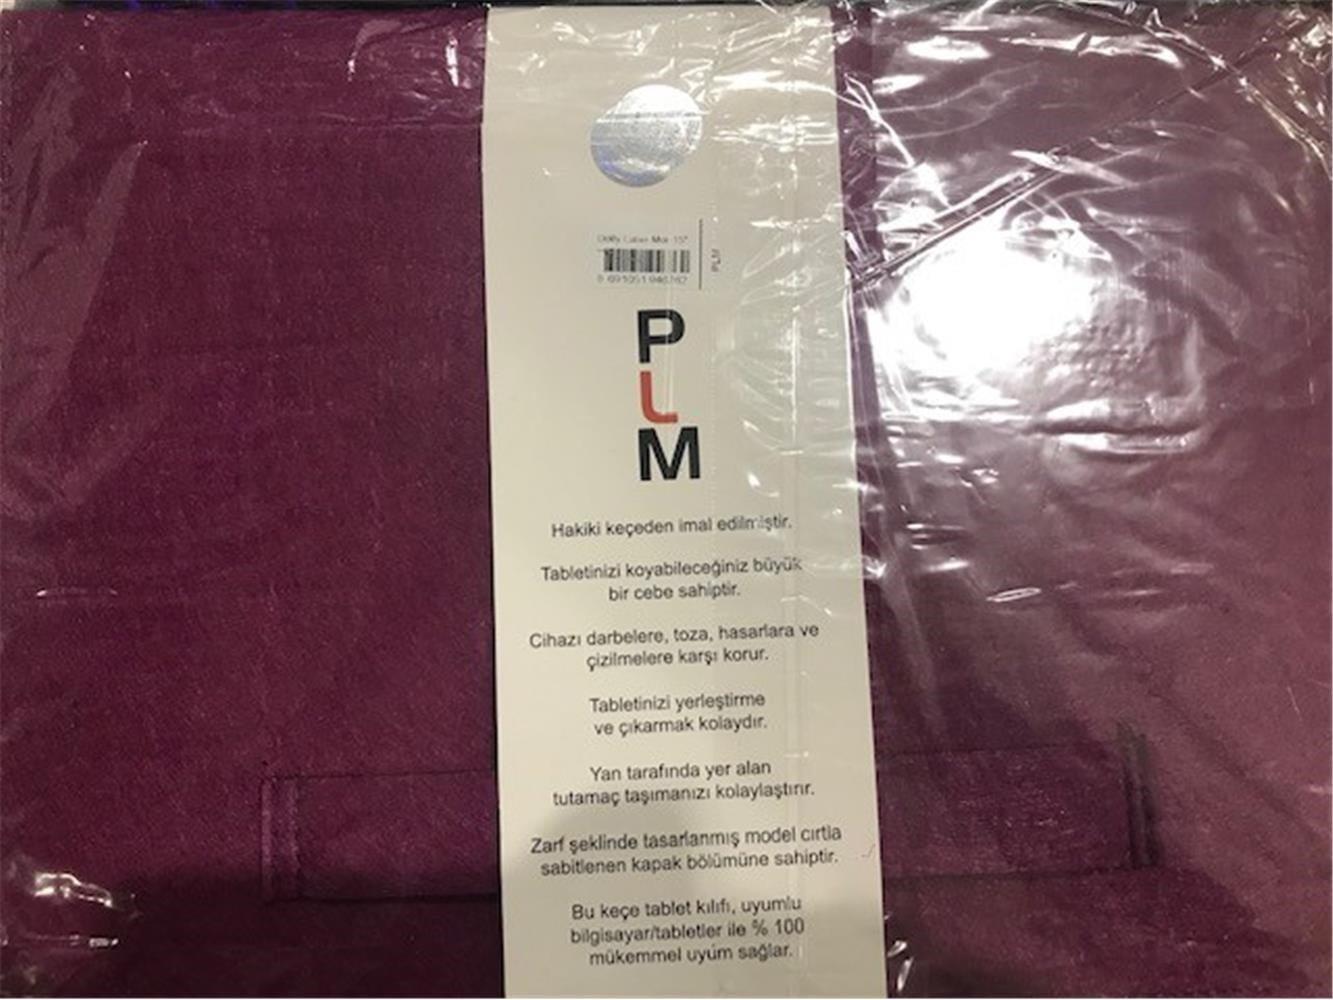 PLM
P
L
M
Hakiki keçeden imal edilmiştir.
Tabletinizi koyabileceğiniz büyük
bir cebe sahiptir.
Cihazı darbelere, toza, hasarlara ve
çizilmelere karşı korur.
Tabletinizi yerleştirme
ve çıkarmak kolaydır.
Yan tarafında yer alan
tutamaç taşımanızı kolaylaştırır.
Zarf şeklinde tasarlanmış model cırtla
sabitlenen kapak bölümüne sahiptir.
Bu keçe tablet kılıfı, uyumlu
bilgisayar/tabletler ile % 100
mükemmel uyum sağlar.